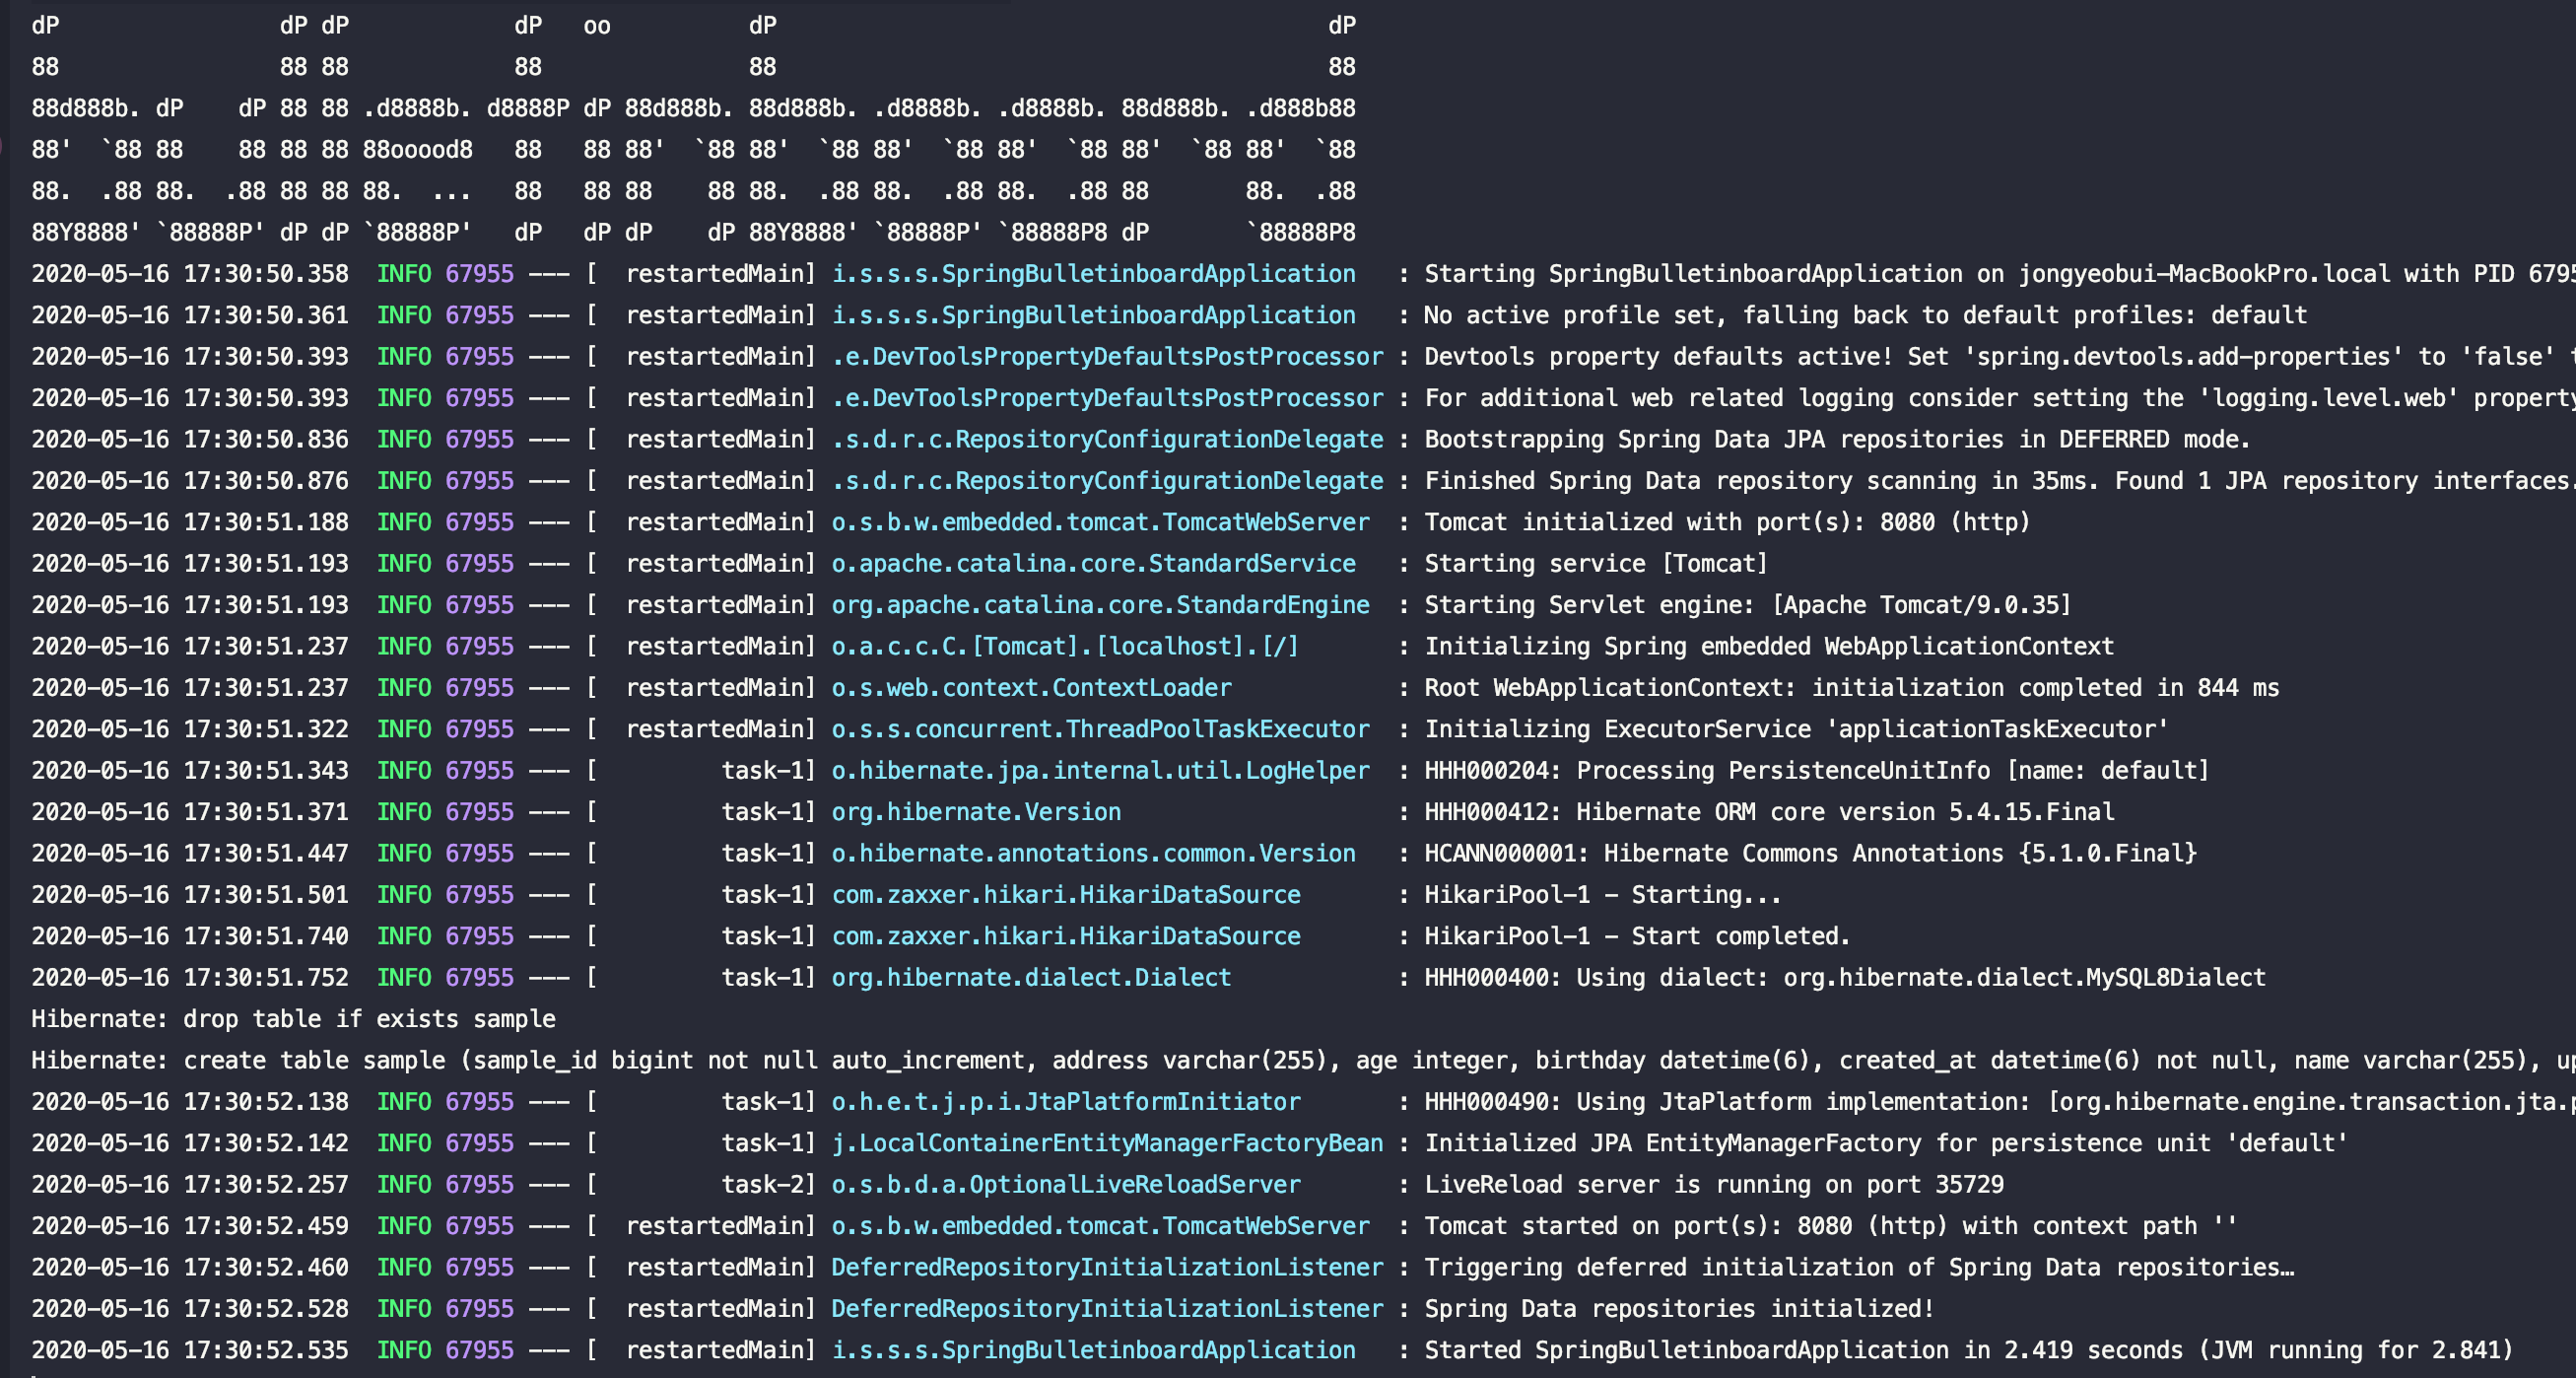 dP                dP dP            dP   oo          dP                                        dP
88                88 88            88               88                                        88
88d888b. dP    dP 88 88 .d8888b. d8888P dP 88d888b. 88d888b. .d8888b. .d8888b. 88d888b. .d888b88
88'  `88 88    88 88 88 88ooood8   88   88 88'  `88 88'  `88 88'  `88 88'  `88 88'  `88 88'  `88
88.  .88 88.  .88 88 88 88.  ...   88   88 88    88 88.  .88 88.  .88 88.  .88 88       88.  .88
88Y8888' `88888P' dP dP `88888P'   dP   dP dP    dP 88Y8888' `88888P' `88888P8 dP       `88888P8
2020-05-16 17:30:50.358  INFO 67955 --- [  restartedMain] i.s.s.s.SpringBulletinboardApplication   : Starting SpringBulletinboardApplication on jongyeobui-MacBookPro.local with PID 6795
2020-05-16 17:30:50.361  INFO 67955 --- [  restartedMain] i.s.s.s.SpringBulletinboardApplication   : No active profile set, falling back to default profiles: default
2020-05-16 17:30:50.393  INFO 67955 --- [  restartedMain] .e.DevToolsPropertyDefaultsPostProcessor : Devtools property defaults active! Set 'spring.devtools.add-properties' to 'false' t
2020-05-16 17:30:50.393  INFO 67955 --- [  restartedMain] .e.DevToolsPropertyDefaultsPostProcessor : For additional web related logging consider setting the 'logging.level.web' property
2020-05-16 17:30:50.836  INFO 67955 --- [  restartedMain] .s.d.r.c.RepositoryConfigurationDelegate : Bootstrapping Spring Data JPA repositories in DEFERRED mode.
2020-05-16 17:30:50.876  INFO 67955 --- [  restartedMain] .s.d.r.c.RepositoryConfigurationDelegate : Finished Spring Data repository scanning in 35ms. Found 1 JPA repository interfaces.
2020-05-16 17:30:51.188  INFO 67955 --- [  restartedMain] o.s.b.w.embedded.tomcat.TomcatWebServer  : Tomcat initialized with port(s): 8080 (http)
2020-05-16 17:30:51.193  INFO 67955 --- [  restartedMain] o.apache.catalina.core.StandardService   : Starting service [Tomcat]
2020-05-16 17:30:51.193  INFO 67955 --- [  restartedMain] org.apache.catalina.core.StandardEngine  : Starting Servlet engine: [Apache Tomcat/9.0.35]
2020-05-16 17:30:51.237  INFO 67955 --- [  restartedMain] o.a.c.c.C.[Tomcat].[localhost].[/]       : Initializing Spring embedded WebApplicationContext
2020-05-16 17:30:51.237  INFO 67955 --- [  restartedMain] o.s.web.context.ContextLoader            : Root WebApplicationContext: initialization completed in 844 ms
2020-05-16 17:30:51.322  INFO 67955 --- [  restartedMain] o.s.s.concurrent.ThreadPoolTaskExecutor  : Initializing ExecutorService 'applicationTaskExecutor'
2020-05-16 17:30:51.343  INFO 67955 --- [         task-1] o.hibernate.jpa.internal.util.LogHelper  : HHH000204: Processing PersistenceUnitInfo [name: default]
2020-05-16 17:30:51.371  INFO 67955 --- [         task-1] org.hibernate.Version                    : HHH000412: Hibernate ORM core version 5.4.15.Final
2020-05-16 17:30:51.447  INFO 67955 --- [         task-1] o.hibernate.annotations.common.Version   : HCANN000001: Hibernate Commons Annotations {5.1.0.Final}
2020-05-16 17:30:51.501  INFO 67955 --- [         task-1] com.zaxxer.hikari.HikariDataSource       : HikariPool-1 - Starting...
2020-05-16 17:30:51.740  INFO 67955 --- [         task-1] com.zaxxer.hikari.HikariDataSource       : HikariPool-1 - Start completed.
2020-05-16 17:30:51.752  INFO 67955 --- [         task-1] org.hibernate.dialect.Dialect            : HHH000400: Using dialect: org.hibernate.dialect.MySQL8Dialect
Hibernate: drop table if exists sample
Hibernate: create table sample (sample_id bigint not null auto_increment, address varchar(255), age integer, birthday datetime(6), created_at datetime(6) not null, name varchar(255), up
2020-05-16 17:30:52.138  INFO 67955 --- [         task-1] o.h.e.t.j.p.i.JtaPlatformInitiator       : HHH000490: Using JtaPlatform implementation: [org.hibernate.engine.transaction.jta.p
2020-05-16 17:30:52.142  INFO 67955 --- [         task-1] j.LocalContainerEntityManagerFactoryBean : Initialized JPA EntityManagerFactory for persistence unit 'default'
2020-05-16 17:30:52.257  INFO 67955 --- [         task-2] o.s.b.d.a.OptionalLiveReloadServer       : LiveReload server is running on port 35729
2020-05-16 17:30:52.459  INFO 67955 --- [  restartedMain] o.s.b.w.embedded.tomcat.TomcatWebServer  : Tomcat started on port(s): 8080 (http) with context path ''
2020-05-16 17:30:52.460  INFO 67955 --- [  restartedMain] DeferredRepositoryInitializationListener : Triggering deferred initialization of Spring Data repositories…
2020-05-16 17:30:52.528  INFO 67955 --- [  restartedMain] DeferredRepositoryInitializationListener : Spring Data repositories initialized!
2020-05-16 17:30:52.535  INFO 67955 --- [  restartedMain] i.s.s.s.SpringBulletinboardApplication   : Started SpringBulletinboardApplication in 2.419 seconds (JVM running for 2.841)